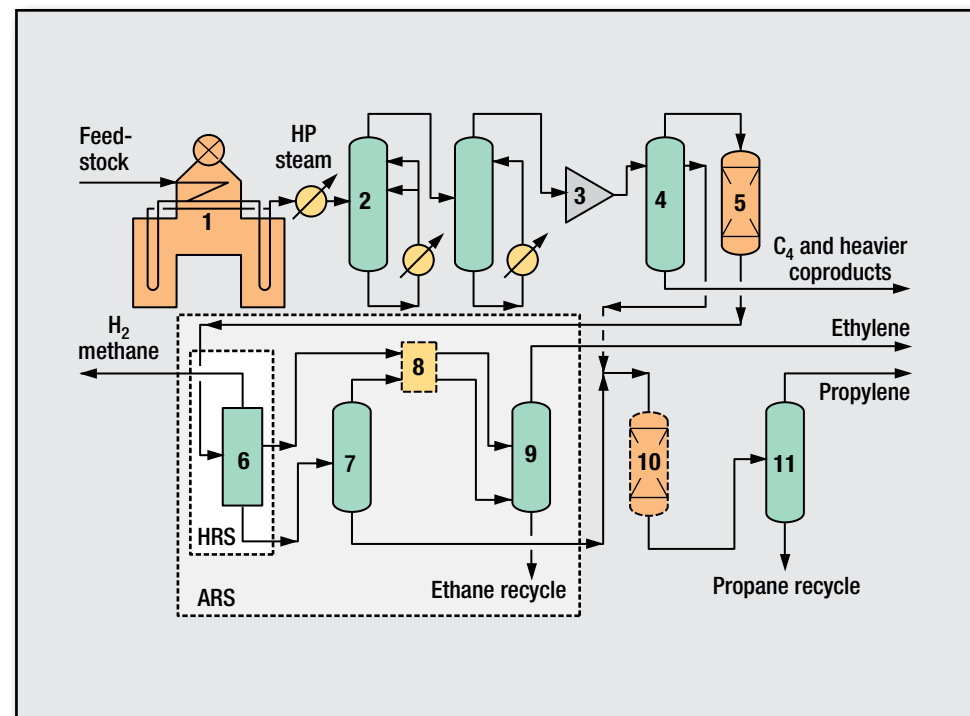 Feed-
stock
HP
steam
1
2
3
4
5
C₄ and heavier
coproducts
H₂
methane
Ethylene
Propylene
6
7
8
9
10
11
HRS
ARS
Ethane recycle
Propane recycle